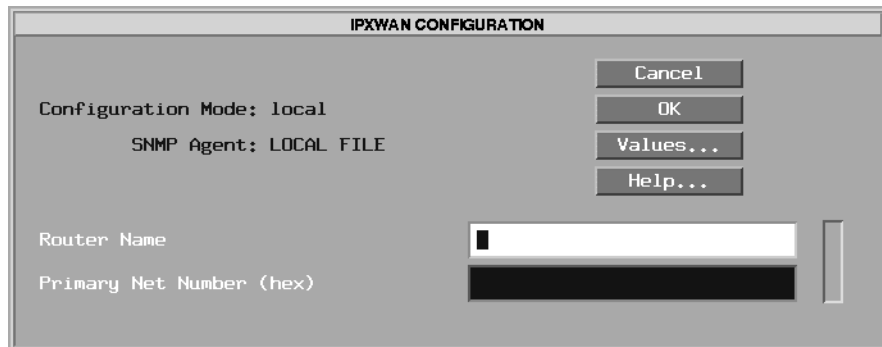 IPXWAN CONFIGURATION
Cancel
Configuration Mode: local
OK
SNMP Agent: LOCAL FILE
Values...
Help...
Router Name
Primary Net Number (hex)